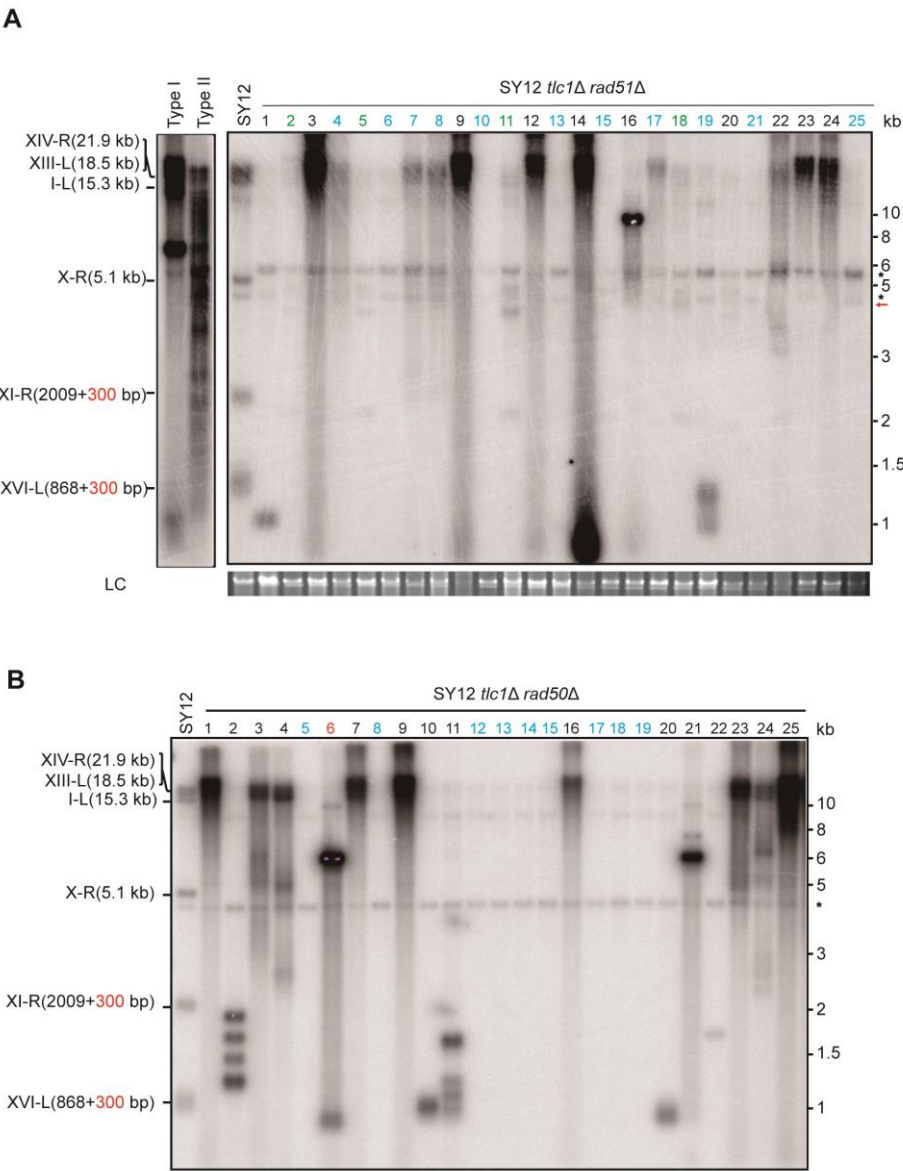 A
SY12 tlc1Δ rad51Δ
Type I
Type II
SY12
1 2 3 4 5 6 7 8 9 10 11 12 13 14 15 16 17 18 19 20 21 22 23 24 25
kb
XIV-R(21.9 kb)
XIII-L(18.5 kb)
I-L(15.3 kb)
X-R(5.1 kb)
XI-R(2009+300 bp)
XVI-L(868+300 bp)
10
8
6
*
5
*
←
3
2
1.5
1
LC
B
SY12 tlc1Δ rad50Δ
SY12
1 2 3 4 5 6 7 8 9 10 11 12 13 14 15 16 17 18 19 20 21 22 23 24 25
kb
XIV-R(21.9 kb)
XIII-L(18.5 kb)
I-L(15.3 kb)
X-R(5.1 kb)
XI-R(2009+300 bp)
XVI-L(868+300 bp)
10
8
6
5
*
3
2
1.5
1